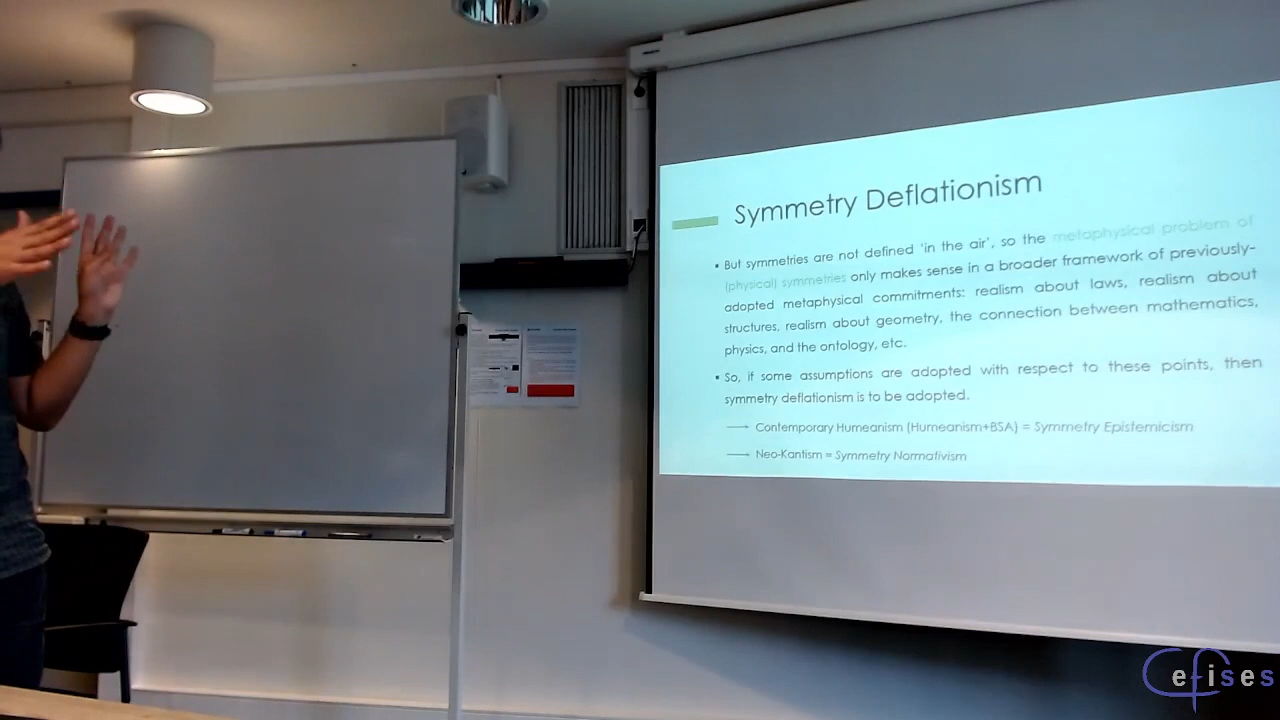 Symmetry Deflationism
▪ But symmetries are not defined 'in the air', so the metaphysical problem of
(physical) symmetries only makes sense in a broader framework of previously-
adopted metaphysical commitments: realism about laws, realism about
structures, realism about geometry, the connection between mathematics,
physics, and the ontology, etc.
▪ So, if some assumptions are adopted with respect to these points, then
symmetry deflationism is to be adopted.
Contemporary Humeanism (Humeanism+BSA) = Symmetry Epistemicism
Neo-Kantism = Symmetry Normativism
Cefises